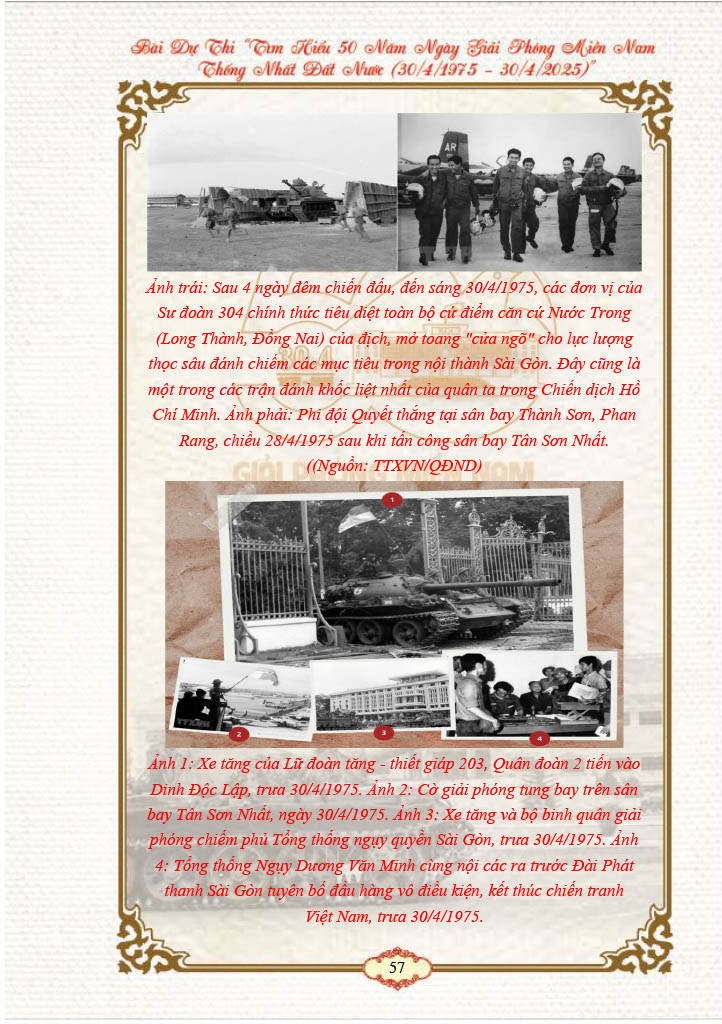 Bài Dự Thi “Tìm Hiểu 50 Năm Ngày Giải Phóng Miền Nam
Thống Nhất Đất Nước (30/4/1975 – 30/4/2025)”
AR
Ảnh trái: Sau 4 ngày đêm chiến đấu, đến sáng 30/4/1975, các đơn vị của
Sư đoàn 304 chính thức tiêu diệt toàn bộ cứ điểm căn cứ Nước Trong
(Long Thành, Đồng Nai) của địch, mở toang "cửa ngõ" cho lực lượng
thọc sâu đánh chiếm các mục tiêu trong nội thành Sài Gòn. Đây cũng là
một trong các trận đánh khốc liệt nhất của quân ta trong Chiến dịch Hồ
Chí Minh. Ảnh phải: Phi đội Quyết thắng tại sân bay Thành Sơn, Phan
Rang, chiều 28/4/1975 sau khi tấn công sân bay Tân Sơn Nhất.
((Nguồn: TTXVN/QĐND)
30-4
GIẢI PHÓNG MIỀN NAM
1
TTXVN
2
3
4
Ảnh 1: Xe tăng của Lữ đoàn tăng - thiết giáp 203, Quân đoàn 2 tiến vào
Dinh Độc Lập, trưa 30/4/1975. Ảnh 2: Cờ giải phóng tung bay trên sân
bay Tân Sơn Nhất, ngày 30/4/1975. Ảnh 3: Xe tăng và bộ binh quân giải
phóng chiếm phủ Tổng thống ngụy quyền Sài Gòn, trưa 30/4/1975. Ảnh
4: Tổng thống Ngụy Dương Văn Minh cùng nội các ra trước Đài Phát
thanh Sài Gòn tuyên bố đầu hàng vô điều kiện, kết thúc chiến tranh
Việt Nam, trưa 30/4/1975.
57